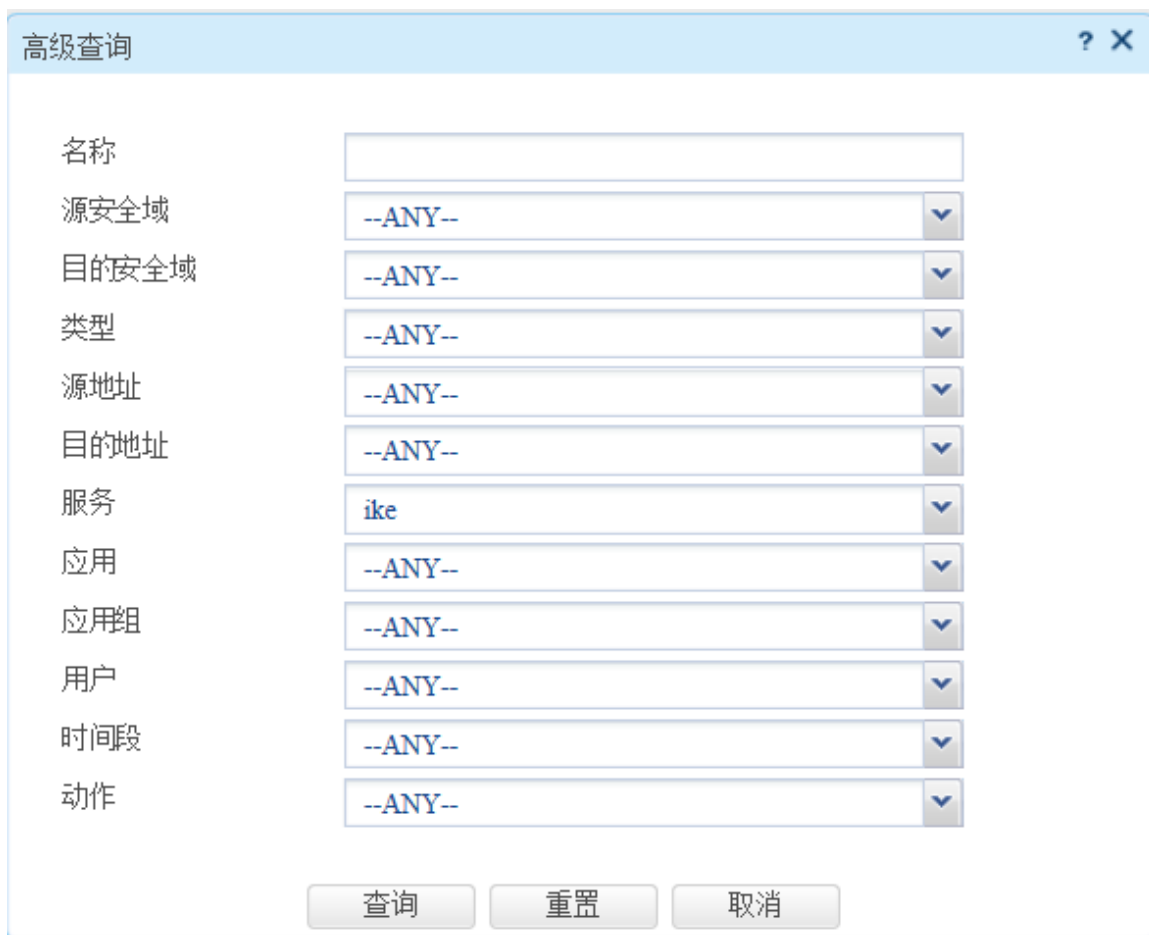 高级查询 ? X
名称
源安全域 --ANY--
目的安全域 --ANY--
类型 --ANY--
源地址 --ANY--
目的地址 --ANY--
服务 ike
应用 --ANY--
应用组 --ANY--
用户 --ANY--
时间段 --ANY--
动作 --ANY--
查询 重置 取消